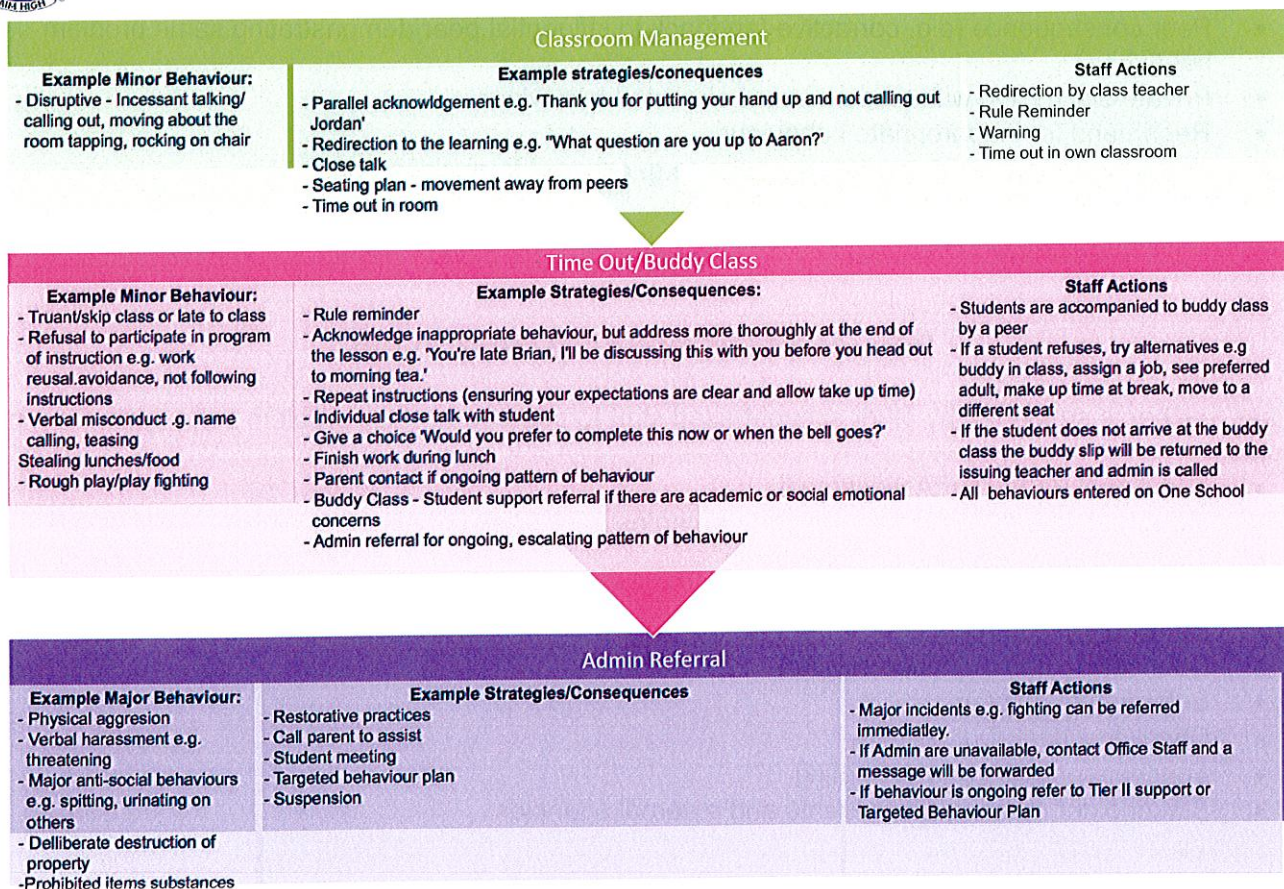 AIM HIGH
Classroom Management
Example Minor Behaviour:
- Disruptive - Incessant talking/
calling out, moving about the
room tapping, rocking on chair
Example strategies/conequences
- Parallel acknowldgement e.g. 'Thank you for putting your hand up and not calling out
Jordan'
- Redirection to the learning e.g. "What question are you up to Aaron?'
- Close talk
- Seating plan - movement away from peers
- Time out in room
Staff Actions
- Redirection by class teacher
- Rule Reminder
- Warning
- Time out in own classroom
Time Out/Buddy Class
Example Minor Behaviour:
- Truant/skip class or late to class
- Refusal to participate in program
of instruction e.g. work
reusal.avoidance, not following
instructions
- Verbal misconduct .g. name
calling, teasing
Stealing lunches/food
- Rough play/play fighting
Example Strategies/Consequences:
- Rule reminder
- Acknowledge inappropriate behaviour, but address more thoroughly at the end of
the lesson e.g. 'You're late Brian, I'll be discussing this with you before you head out
to morning tea.'
- Repeat instructions (ensuring your expectations are clear and allow take up time)
- Individual close talk with student
- Give a choice 'Would you prefer to complete this now or when the bell goes?'
- Finish work during lunch
- Parent contact if ongoing pattern of behaviour
- Buddy Class - Student support referral if there are academic or social emotional
concerns
- Admin referral for ongoing, escalating pattern of behaviour
Staff Actions
- Students are accompanied to buddy class
by a peer
- If a student refuses, try alternatives e.g
buddy in class, assign a job, see preferred
adult, make up time at break, move to a
different seat
- If the student does not arrive at the buddy
class the buddy slip will be returned to the
issuing teacher and admin is called
- All behaviours entered on One School
Admin Referral
Example Major Behaviour:
- Physical aggresion
- Verbal harassment e.g.
threatening
- Major anti-social behaviours
e.g. spitting, urinating on
others
- Delliberate destruction of
property
-Prohibited items substances
Example Strategies/Consequences
- Restorative practices
- Call parent to assist
- Student meeting
- Targeted behaviour plan
- Suspension
Staff Actions
- Major incidents e.g. fighting can be referred
immediatley.
- If Admin are unavailable, contact Office Staff and a
message will be forwarded
- If behaviour is ongoing refer to Tier II support or
Targeted Behaviour Plan